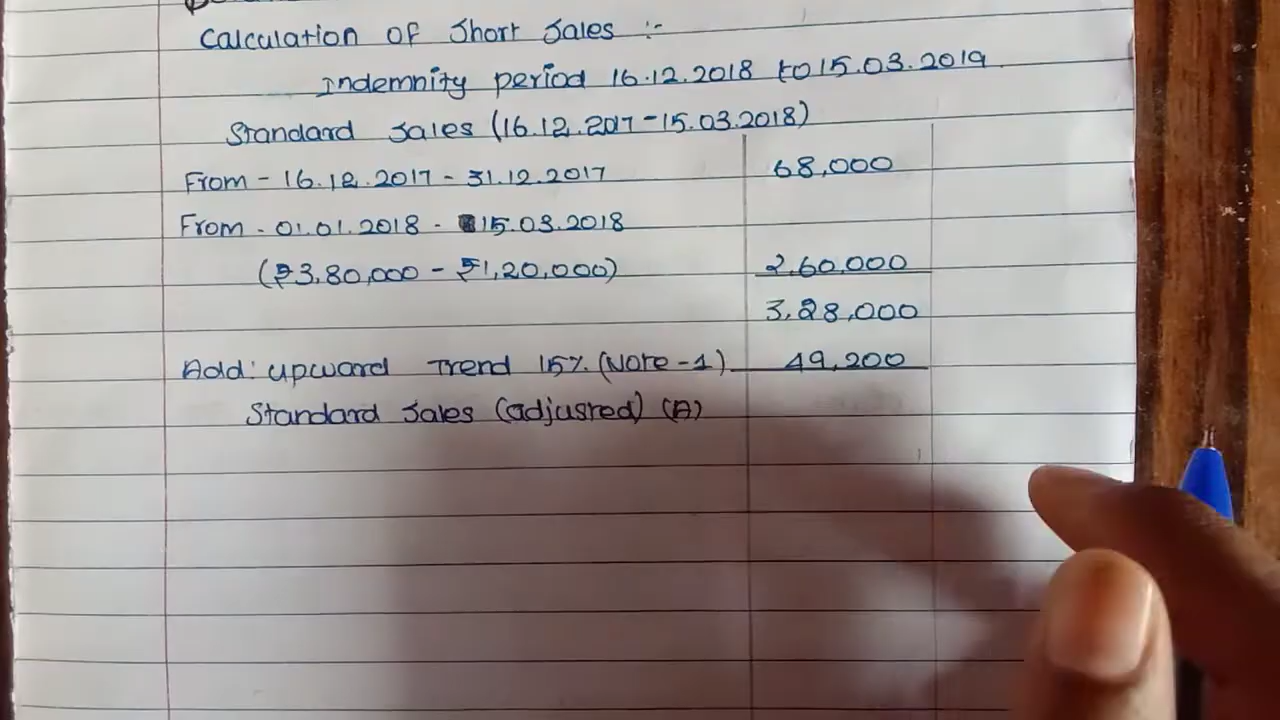 Calculation of Short Sales :-
Indemnity period 16.12.2018 to 15.03.2019
Standard Sales (16.12.2017 - 15.03.2018)
From - 16.12.2017 - 31.12.2017 68,000
From - 01.01.2018 - 15.03.2018
(₹3,80,000 - ₹1,20,000) 2,60,000
3,28,000
Add: upward Trend 15% (Note-1) 49,200
Standard Sales (adjusted) (A)